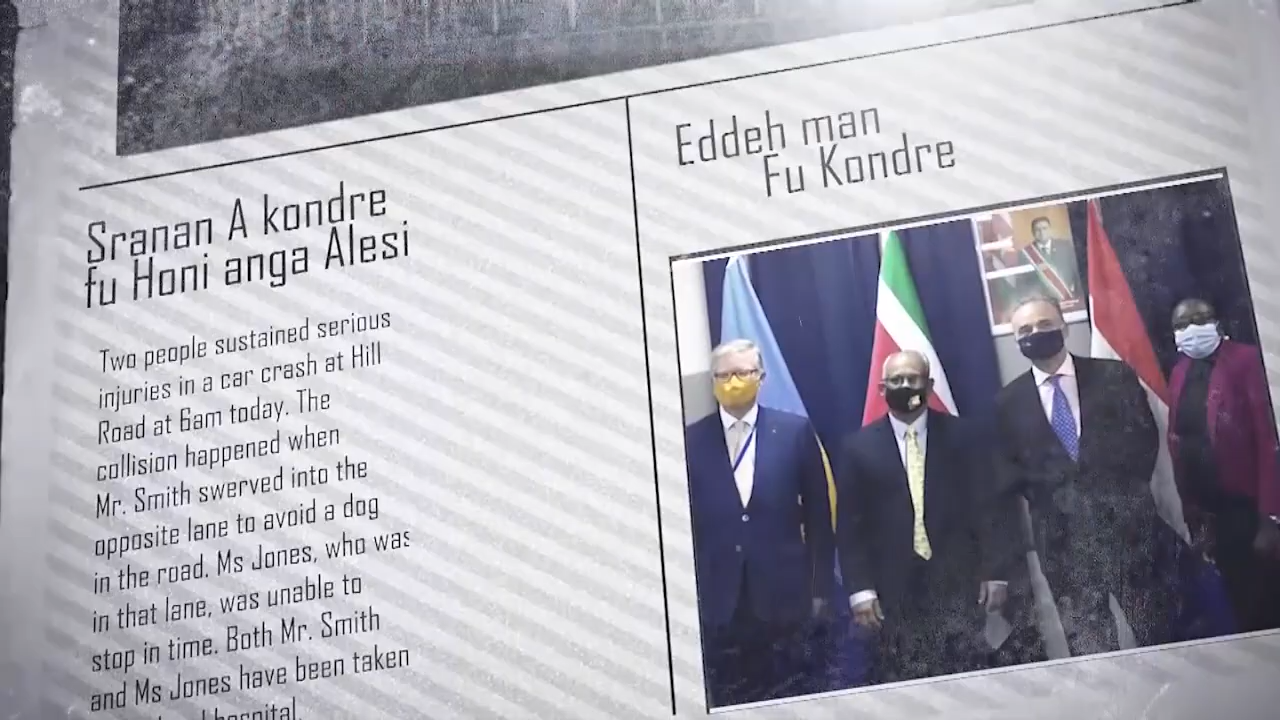 Sranan A kondre
fu Honi anga Alesi
Two people sustained serious
injuries in a car crash at Hill
Road at 6am today. The
collision happened when
Mr. Smith swerved into the
opposite lane to avoid a dog
in the road. Ms Jones, who was
in that lane, was unable to
stop in time. Both Mr. Smith
and Ms Jones have been taken
hospital.
Eddeh man
Fu Kondre